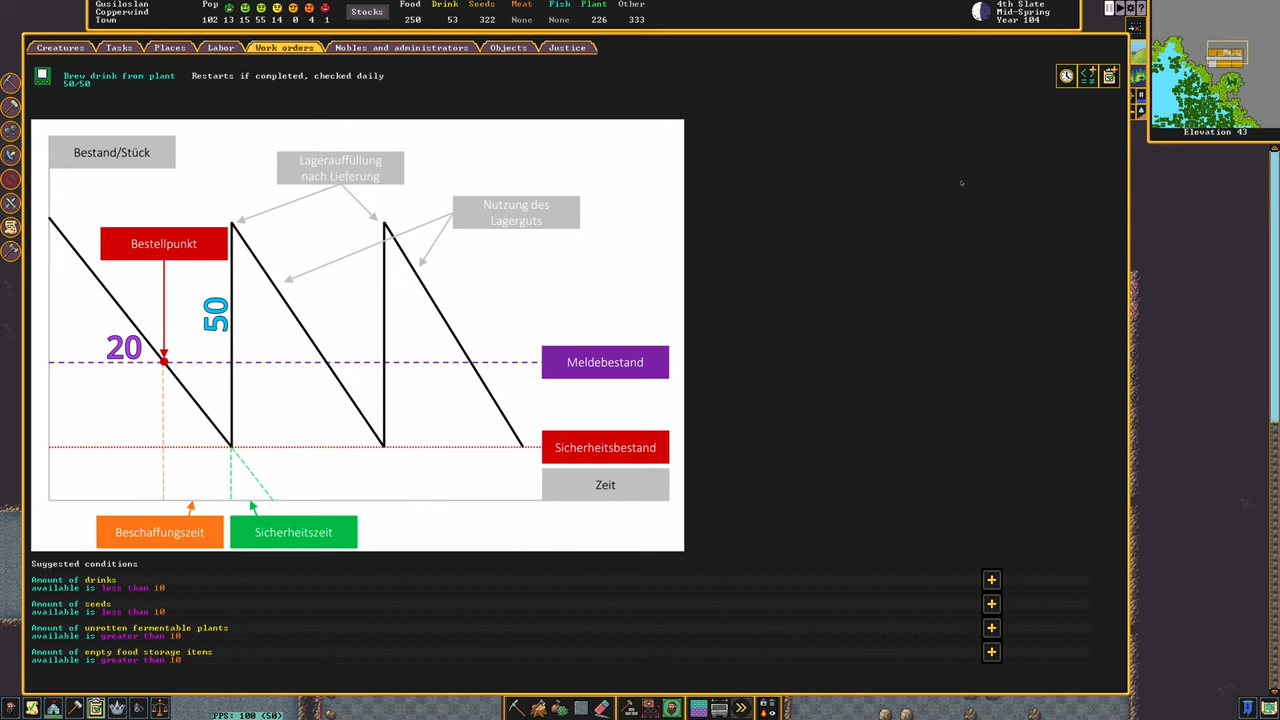 Gusiloslan
Copperwind
Town
Pop
102 13 15 55 14 0 4 1
Stocks
Food Drink Seeds Meat Fish Plant Other
250 53 322 None None 226 333
4th Slate
Mid-Spring
Year 104
Creatures Tasks Places Labor Work orders Nobles and administrators Objects Justice
Brew drink from plant Restarts if completed, checked daily
50/50
Elevation 43
Bestand/Stück
Lagerauffüllung
nach Lieferung
Nutzung des
Lagerguts
Bestellpunkt
50
20
Meldebestand
Sicherheitsbestand
Zeit
Beschaffungszeit
Sicherheitszeit
Suggested conditions
Amount of drinks
available is less than 10
Amount of seeds
available is less than 10
Amount of unrotten fermentable plants
available is greater than 10
Amount of empty food storage items
available is greater than 10
FPS: 100 (50)